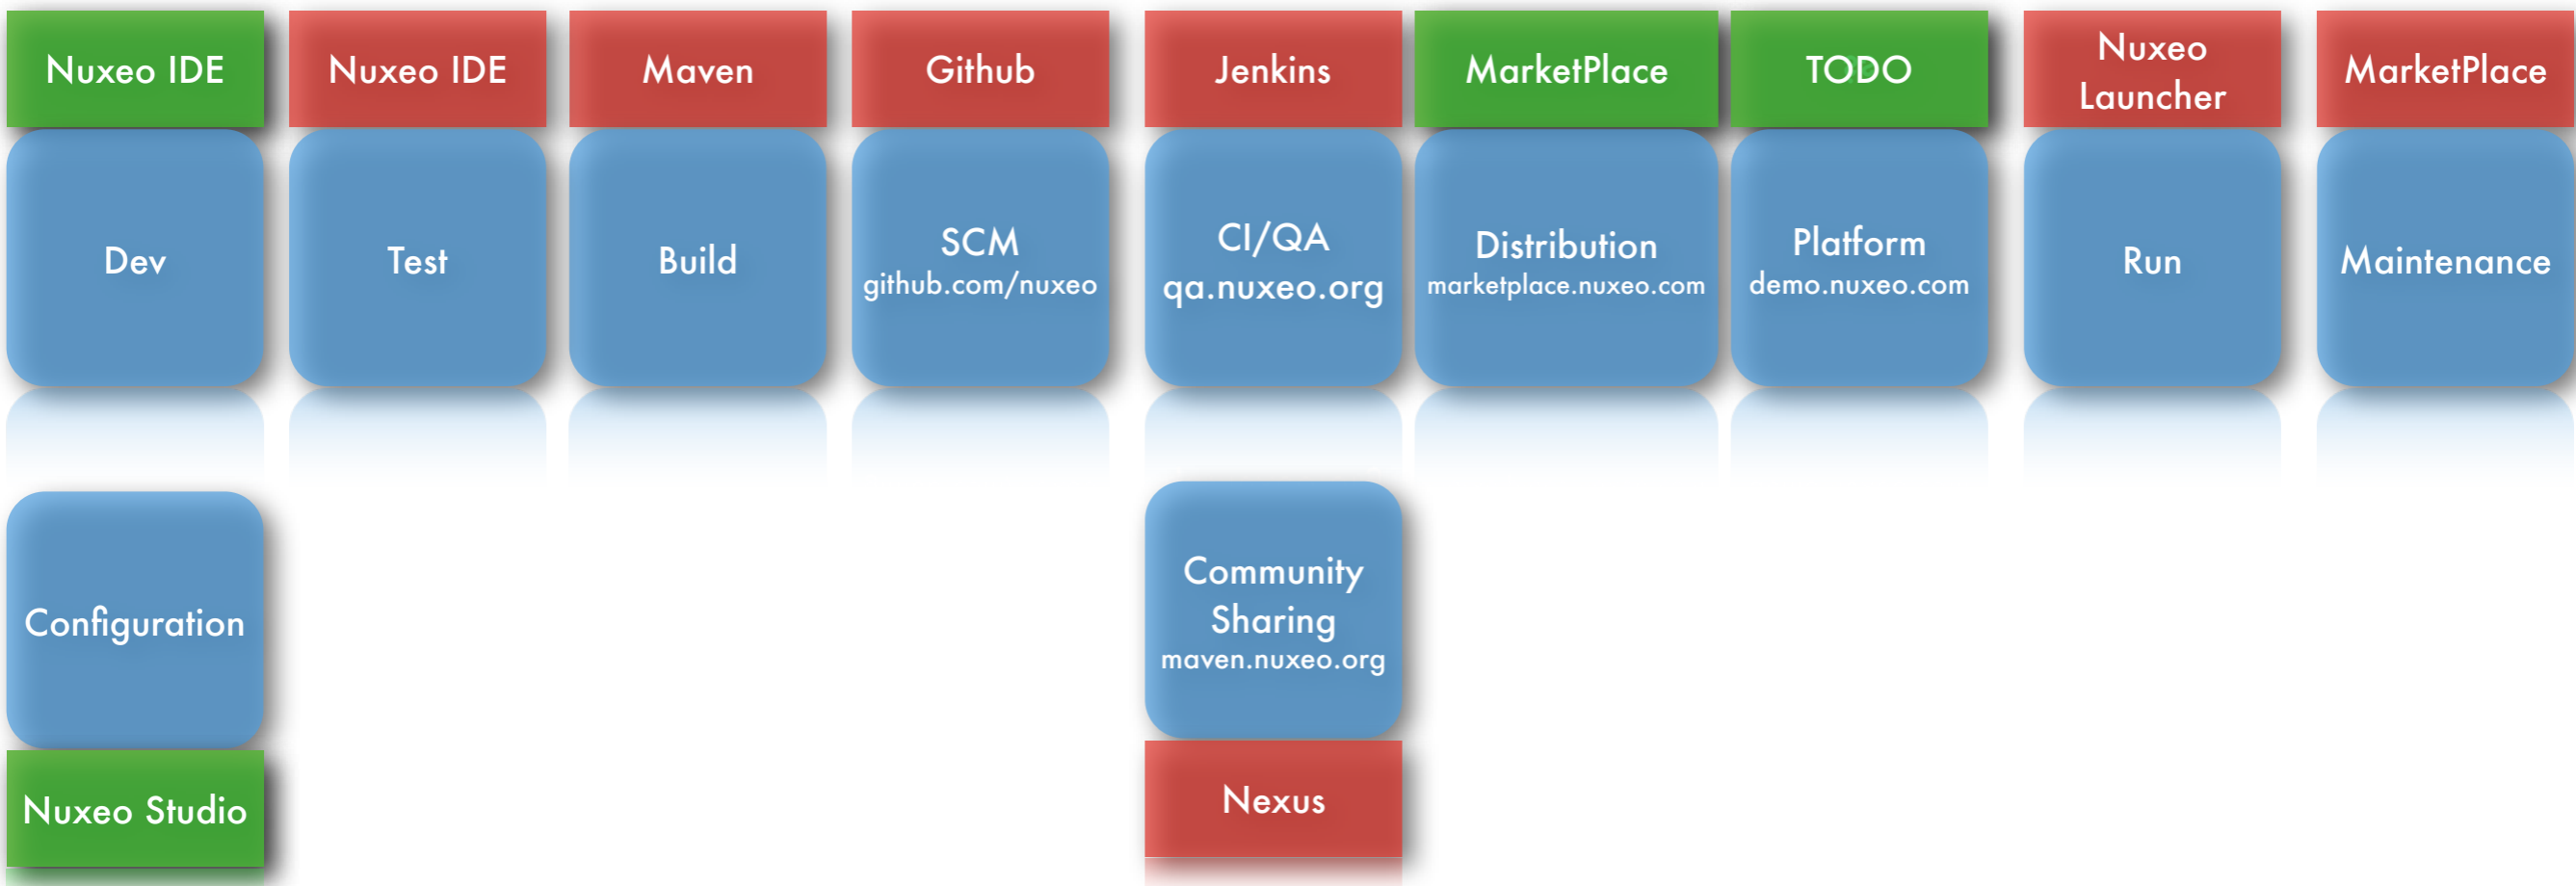 Nuxeo IDE
Nuxeo IDE
Maven
Github
Jenkins
MarketPlace
TODO
Nuxeo
Launcher
MarketPlace
Dev
Test
Build
SCM
github.com/nuxeo
CI/QA
qa.nuxeo.org
Distribution
marketplace.nuxeo.com
Platform
demo.nuxeo.com
Run
Maintenance
Configuration
Nuxeo Studio
Community
Sharing
maven.nuxeo.org
Nexus